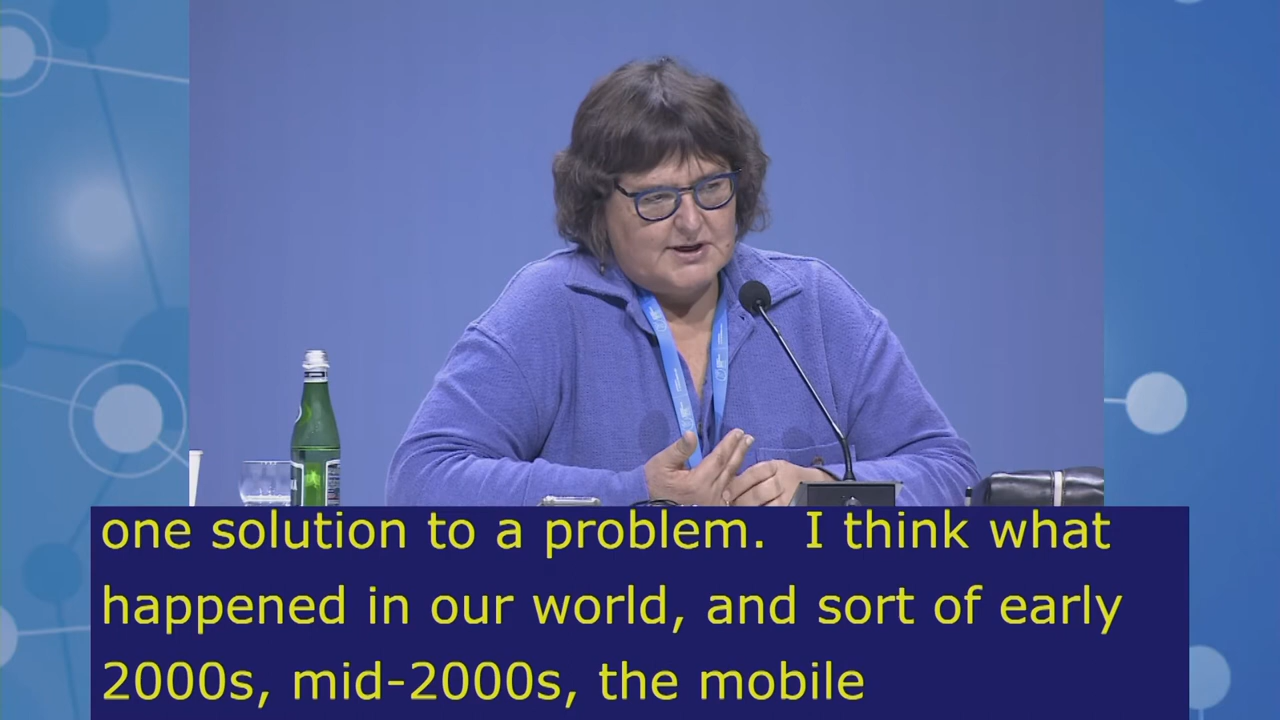 one solution to a problem.  I think what
happened in our world, and sort of early
2000s, mid-2000s, the mobile